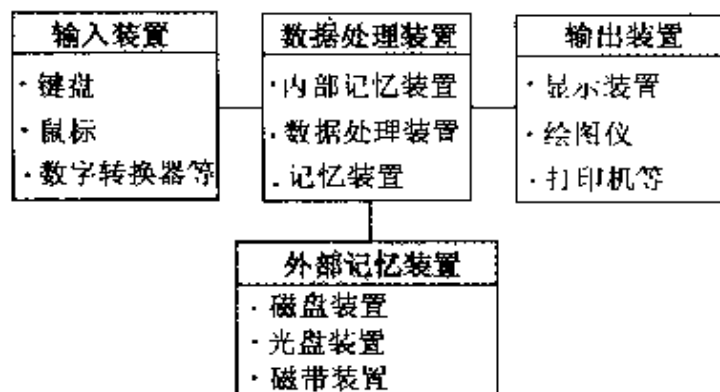 输入装置
·键盘
·鼠标
·数字转换器等
数据处理装置
·内部记忆装置
·数据处理装置
·记忆装置
输出装置
·显示装置
·绘图仪
·打印机等
外部记忆装置
·磁盘装置
·光盘装置
·磁带装置